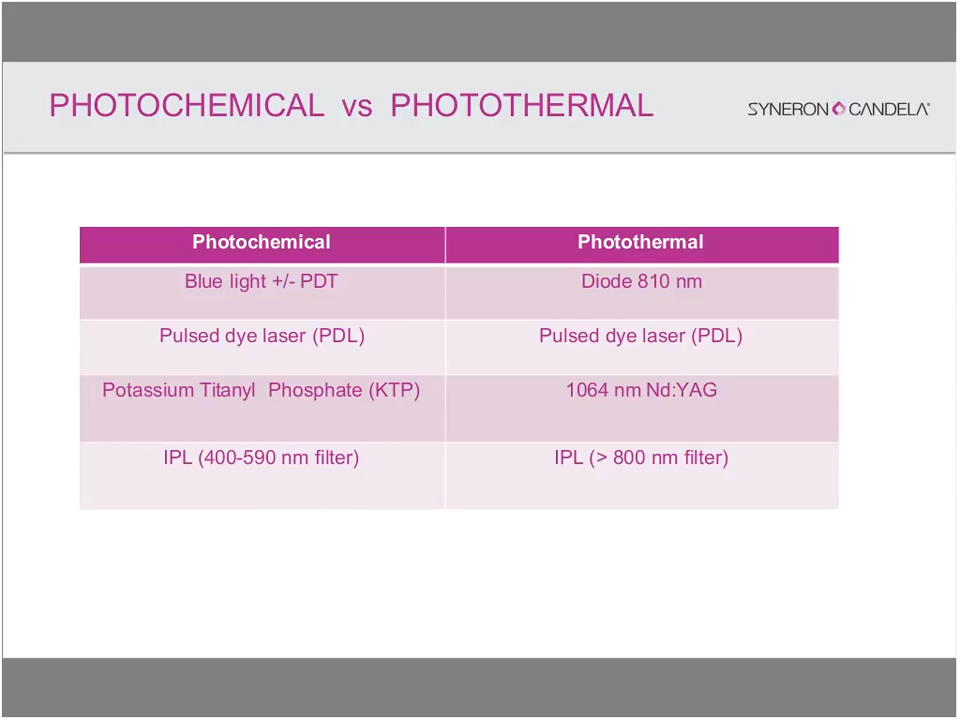 PHOTOCHEMICAL vs PHOTOTHERMAL
SYNERON CANDELA®
Photochemical Photothermal
Blue light +/- PDT Diode 810 nm
Pulsed dye laser (PDL) Pulsed dye laser (PDL)
Potassium Titanyl Phosphate (KTP) 1064 nm Nd:YAG
IPL (400-590 nm filter) IPL (> 800 nm filter)